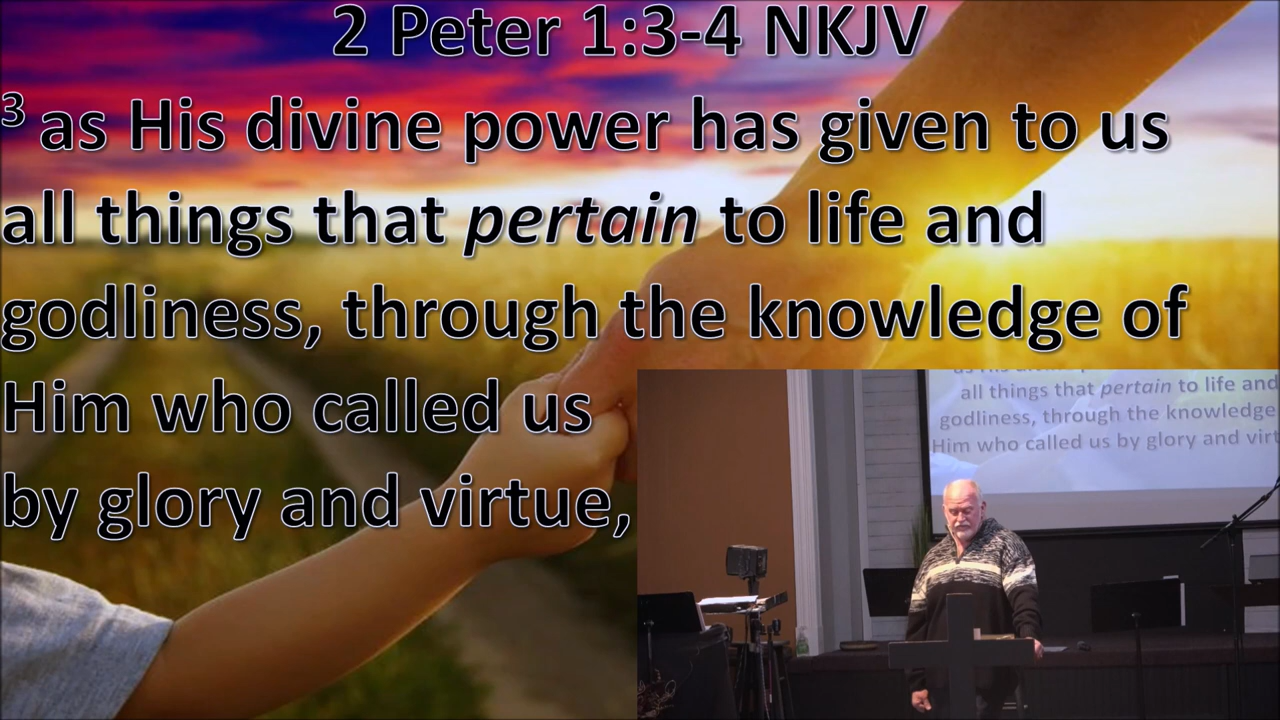 2 Peter 1:3-4 NKJV
3 as His divine power has given to us
all things that pertain to life and
godliness, through the knowledge of
Him who called us
by glory and virtue,
all things that pertain to life and
godliness, through the knowledge
Him who called us by glory and virt